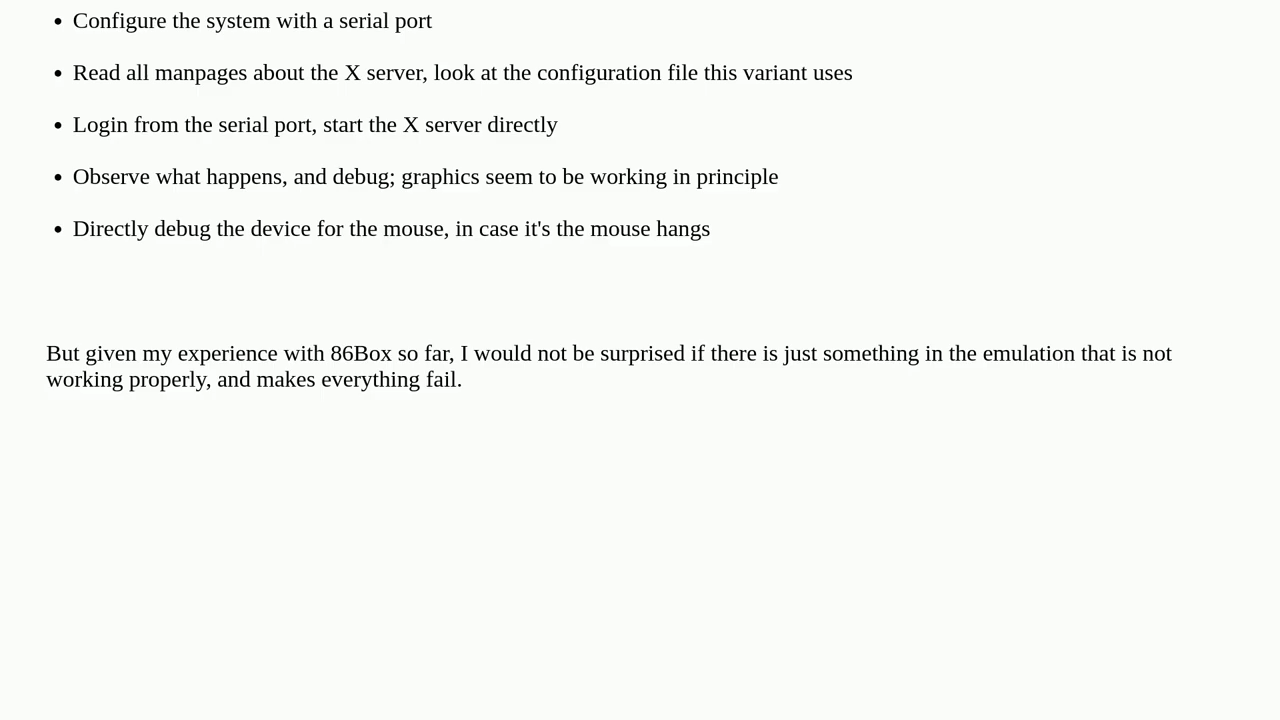 • Configure the system with a serial port
• Read all manpages about the X server, look at the configuration file this variant uses
• Login from the serial port, start the X server directly
• Observe what happens, and debug; graphics seem to be working in principle
• Directly debug the device for the mouse, in case it's the mouse hangs
But given my experience with 86Box so far, I would not be surprised if there is just something in the emulation that is not
working properly, and makes everything fail.